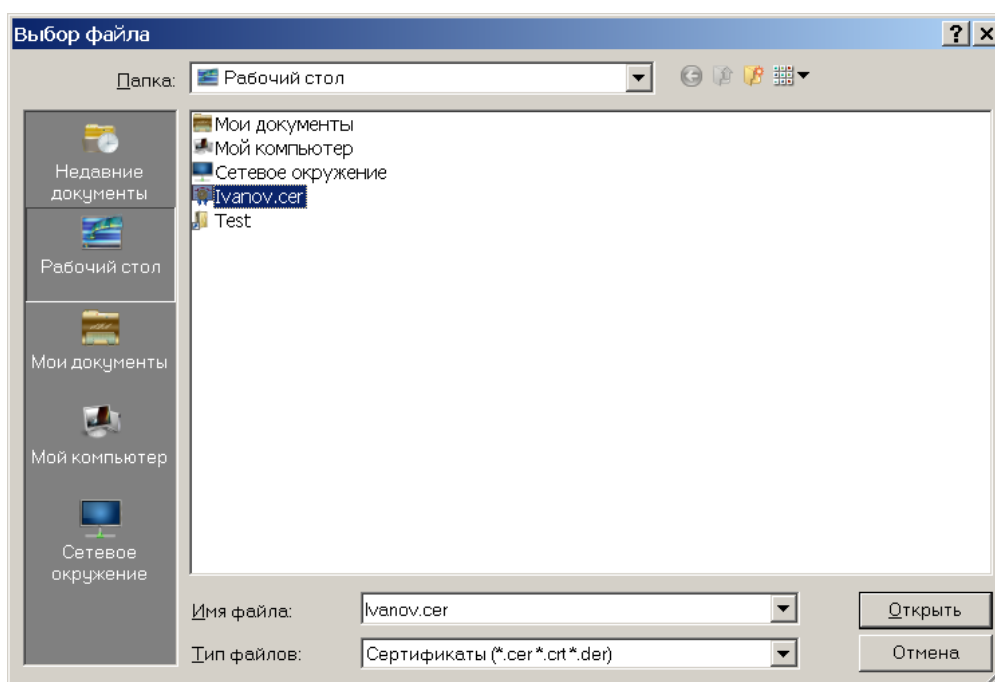 Выбор файла
Папка:
Рабочий стол
Недавние
документы
Рабочий стол
Мои документы
Мой компьютер
Сетевое
окружение
Мои документы
Мой компьютер
Сетевое окружение
Ivanov.cer
Test
Имя файла:
Ivanov.cer
Открыть
Тип файлов:
Сертификаты (*.cer *.crt *.der)
Отмена